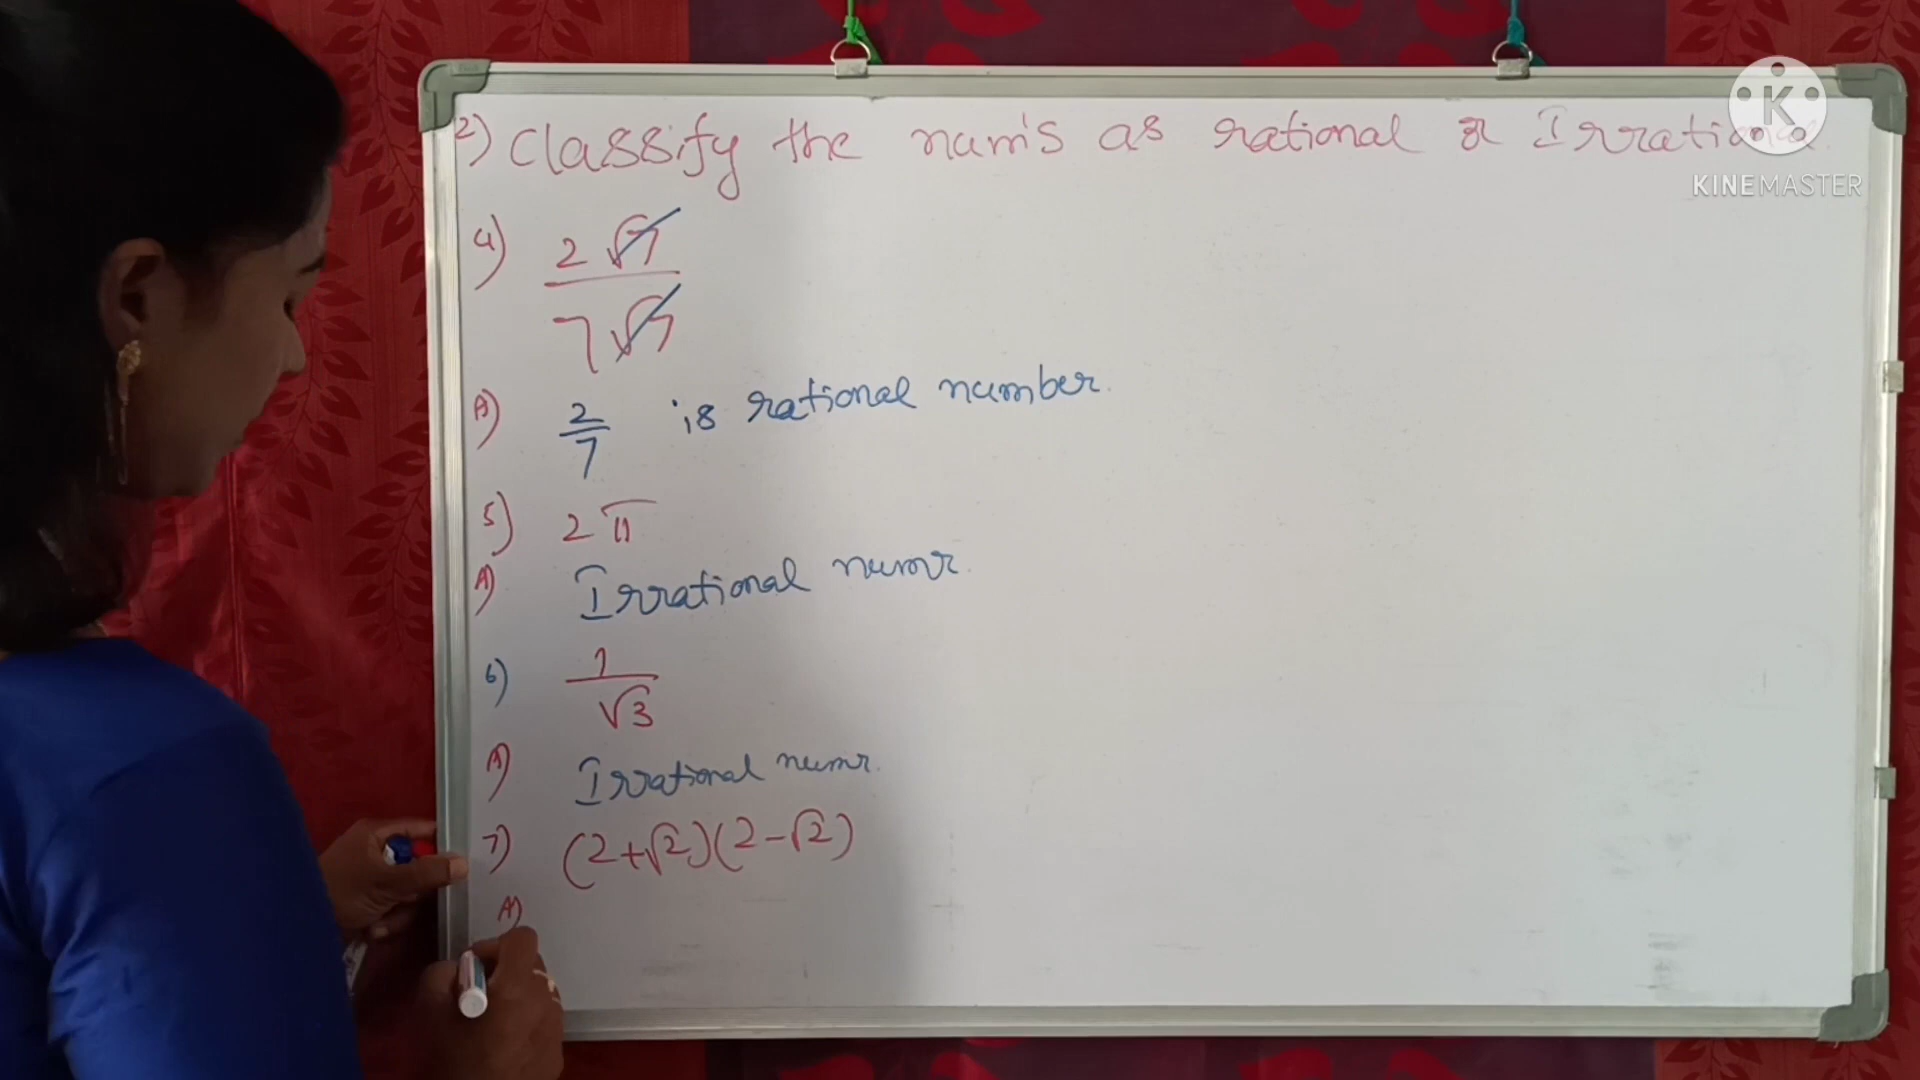 2) Classify the num's as rational or Irrational.
KINEMASTER
4) 2√7
7√7
A) 2/7 is rational number.
5) 2π
A) Irrational numr.
6) 1
√3
A) Irrational numr.
7) (2+√2)(2-√2)
A)